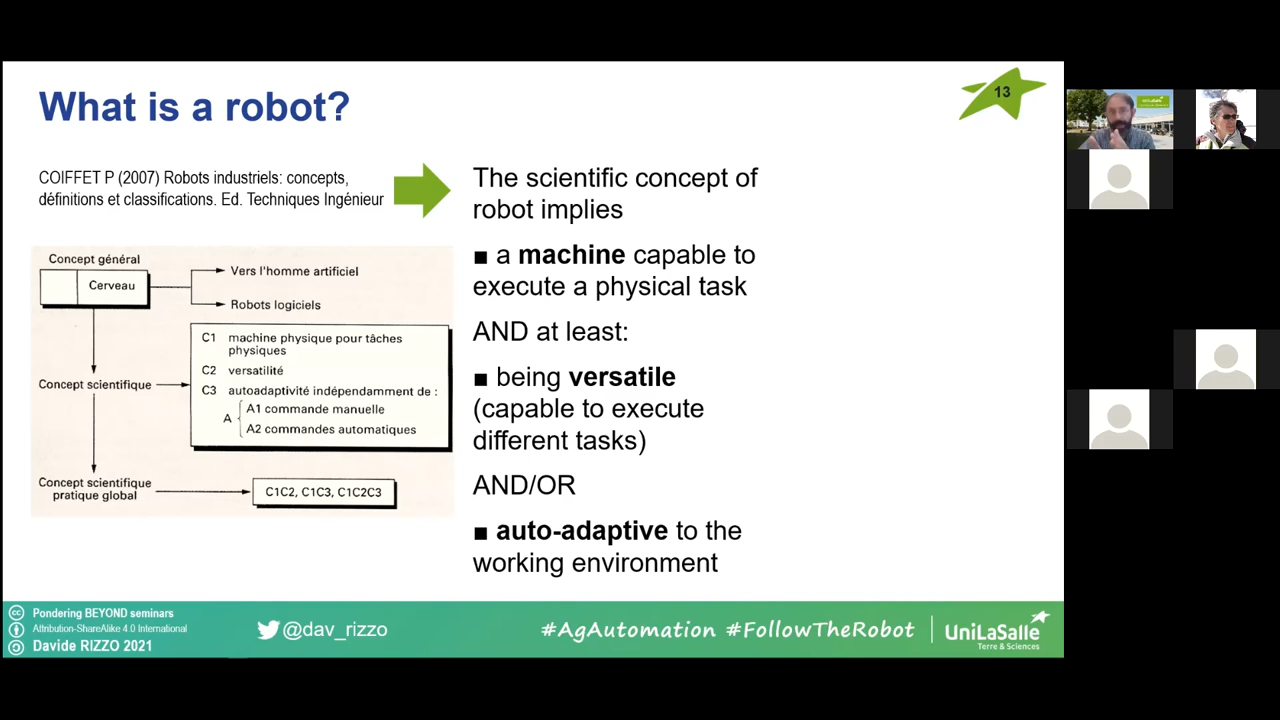 What is a robot?
13
COIFFET P (2007) Robots industriels: concepts,
définitions et classifications. Ed. Techniques Ingénieur
Concept général
Cerveau
Vers l'homme artificiel
Robots logiciels
Concept scientifique
C1 machine physique pour tâches
physiques
C2 versatilité
C3 autoadaptivité indépendamment de :
A
A1 commande manuelle
A2 commandes automatiques
Concept scientifique
pratique global
C1C2, C1C3, C1C2C3
The scientific concept of
robot implies
■ a machine capable to
execute a physical task
AND at least:
■ being versatile
(capable to execute
different tasks)
AND/OR
■ auto-adaptive to the
working environment
Pondering BEYOND seminars
Attribution-ShareAlike 4.0 International
Davide RIZZO 2021
@dav_rizzo
#AgAutomation #FollowTheRobot
UniLaSalle
Terre & Sciences
UniLaSalle